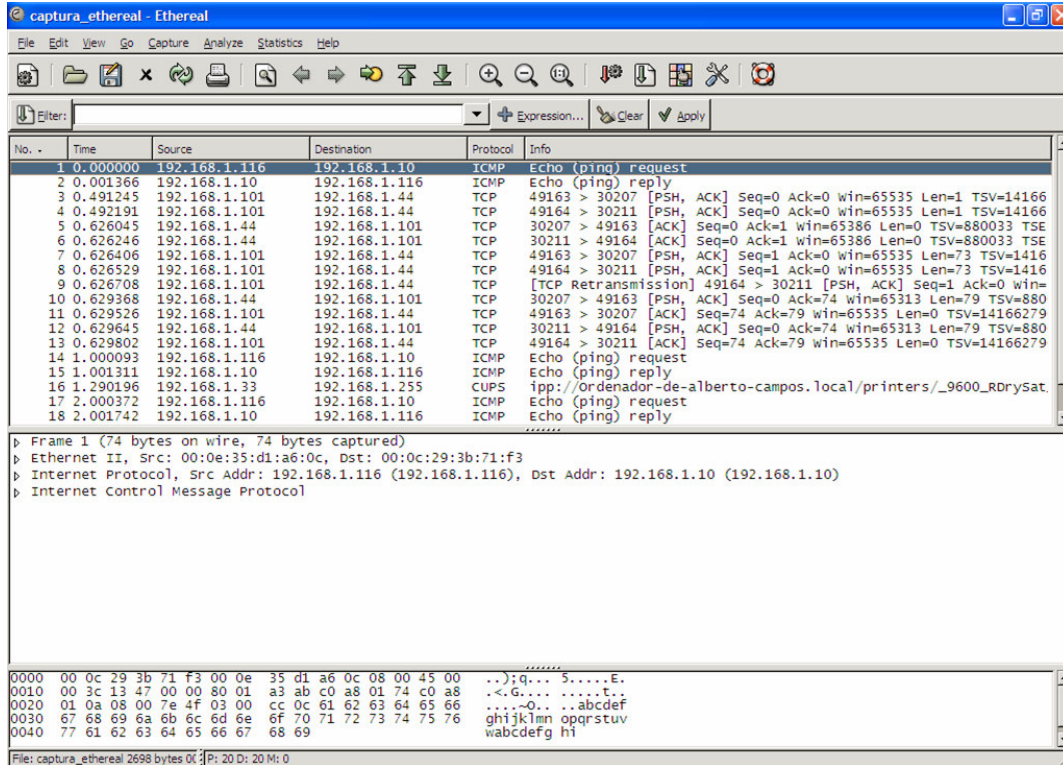 captura_ethereal - Ethereal
File Edit View Go Capture Analyze Statistics Help
Filter: Expression... Clear Apply
No. - Time Source Destination Protocol Info
1 0.000000 192.168.1.116 192.168.1.10 ICMP Echo (ping) request
2 0.001366 192.168.1.10 192.168.1.116 ICMP Echo (ping) reply
3 0.491245 192.168.1.101 192.168.1.44 TCP 49163 > 30207 [PSH, ACK] Seq=0 Ack=0 Win=65535 Len=1 TSV=14166
4 0.492191 192.168.1.101 192.168.1.44 TCP 49164 > 30211 [PSH, ACK] Seq=0 Ack=0 Win=65535 Len=1 TSV=14166
5 0.626045 192.168.1.44 192.168.1.101 TCP 30207 > 49163 [ACK] Seq=0 Ack=1 Win=65386 Len=0 TSV=880033 TSE
6 0.626246 192.168.1.44 192.168.1.101 TCP 30211 > 49164 [ACK] Seq=0 Ack=1 Win=65386 Len=0 TSV=880033 TSE
7 0.626406 192.168.1.101 192.168.1.44 TCP 49163 > 30207 [PSH, ACK] Seq=1 Ack=0 Win=65535 Len=73 TSV=1416
8 0.626529 192.168.1.101 192.168.1.44 TCP 49164 > 30211 [PSH, ACK] Seq=1 Ack=0 Win=65535 Len=73 TSV=1416
9 0.626708 192.168.1.101 192.168.1.44 TCP [TCP Retransmission] 49164 > 30211 [PSH, ACK] Seq=1 Ack=0 Win=
10 0.629368 192.168.1.44 192.168.1.101 TCP 30207 > 49163 [PSH, ACK] Seq=0 Ack=74 Win=65313 Len=79 TSV=880
11 0.629526 192.168.1.101 192.168.1.44 TCP 49163 > 30207 [ACK] Seq=74 Ack=79 Win=65535 Len=0 TSV=14166279
12 0.629645 192.168.1.44 192.168.1.101 TCP 30211 > 49164 [PSH, ACK] Seq=0 Ack=74 Win=65313 Len=79 TSV=880
13 0.629802 192.168.1.101 192.168.1.44 TCP 49164 > 30211 [ACK] Seq=74 Ack=79 Win=65535 Len=0 TSV=14166279
14 1.000093 192.168.1.116 192.168.1.10 ICMP Echo (ping) request
15 1.001311 192.168.1.10 192.168.1.116 ICMP Echo (ping) reply
16 1.290196 192.168.1.33 192.168.1.255 CUPS ipp://Ordenador-de-alberto-campos.local/printers/_9600_RDrySat.
17 2.000372 192.168.1.116 192.168.1.10 ICMP Echo (ping) request
18 2.001742 192.168.1.10 192.168.1.116 ICMP Echo (ping) reply
Frame 1 (74 bytes on wire, 74 bytes captured)
Ethernet II, Src: 00:0e:35:d1:a6:0c, Dst: 00:0c:29:3b:71:f3
Internet Protocol, Src Addr: 192.168.1.116 (192.168.1.116), Dst Addr: 192.168.1.10 (192.168.1.10)
Internet Control Message Protocol
0000 00 0c 29 3b 71 f3 00 0e 35 d1 a6 0c 08 00 45 00 ..);q... 5.....E.
0010 00 3c 13 47 00 00 80 01 a3 ab c0 a8 01 74 c0 a8 .<.G.... .....t..
0020 01 0a 08 00 7e 4f 03 00 cc 0c 61 62 63 64 65 66 ....~O.. ..abcdef
0030 67 68 69 6a 6b 6c 6d 6e 6f 70 71 72 73 74 75 76 ghijklmn opqrstuv
0040 77 61 62 63 64 65 66 67 68 69 wabcdefg hi
File: captura_ethereal 2698 bytes 00 P: 20 D: 20 M: 0